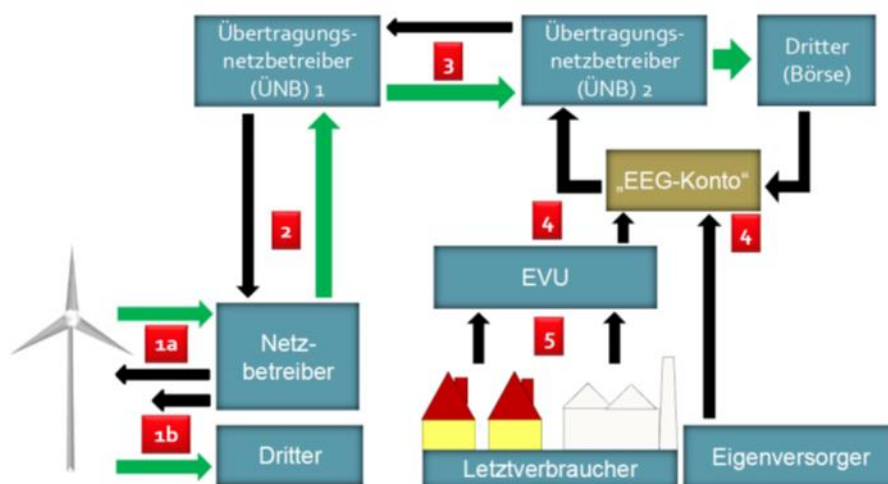 Übertragungs-
netzbetreiber
(ÜNB) 1
Übertragungs-
netzbetreiber
(ÜNB) 2
Dritter
(Börse)
3
„EEG-Konto“
2
4
4
EVU
1a
Netz-
betreiber
5
1b
Dritter
Letztverbraucher
Eigenversorger